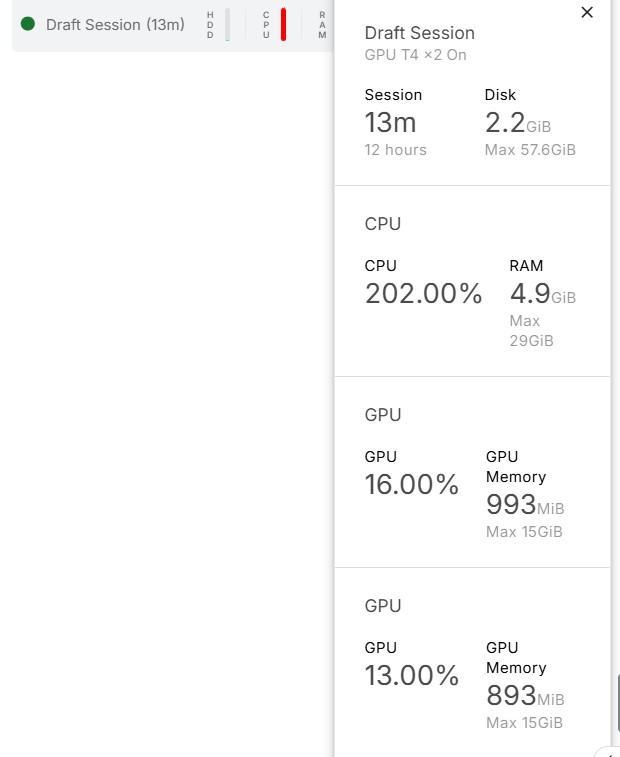 Draft Session (13m)
HDD
CPU
RAM
Draft Session
GPU T4 ×2 On
Session
13m
12 hours
Disk
2.2GiB
Max 57.6GiB
CPU
CPU
202.00%
RAM
4.9GiB
Max
29GiB
GPU
GPU
16.00%
GPU
Memory
993MiB
Max 15GiB
GPU
GPU
13.00%
GPU
Memory
893MiB
Max 15GiB